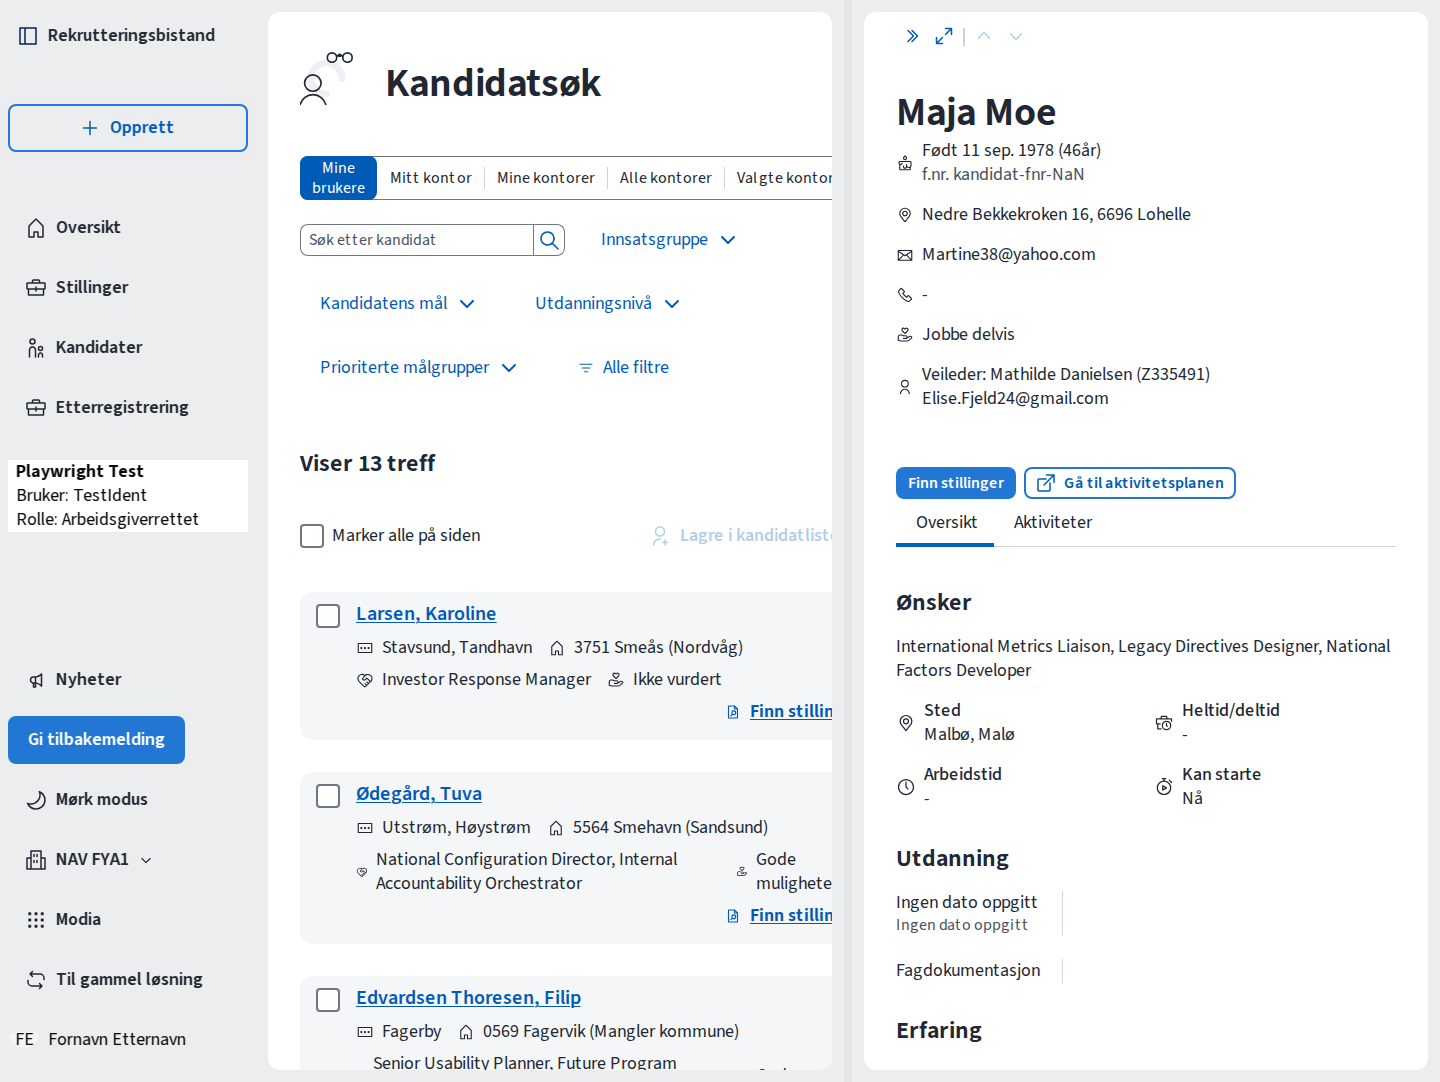 Rekrutteringsbistand
Opprett
Oversikt
Stillinger
Kandidater
Etterregistrering
Playwright Test
Bruker: TestIdent
Rolle: Arbeidsgiverrettet
Nyheter
Gi tilbakemelding
Mørk modus
NAV FYA1
Modia
Til gammel løsning
FE Fornavn Etternavn
Kandidatsøk
Mine brukere
Mitt kontor
Mine kontorer
Alle kontorer
Valgte kontor
Søk etter kandidat
Innsatsgruppe
Kandidatens mål
Utdanningsnivå
Prioriterte målgrupper
Alle filtre
Viser 13 treff
Marker alle på siden
Lagre i kandidatliste
Larsen, Karoline
Stavsund, Tandhavn
3751 Smeås (Nordvåg)
Investor Response Manager
Ikke vurdert
Finn stillin
Ødegård, Tuva
Utstrøm, Høystrøm
5564 Smehavn (Sandsund)
National Configuration Director, Internal
Accountability Orchestrator
Gode
mulighete
Finn stillin
Edvardsen Thoresen, Filip
Fagerby
0569 Fagervik (Mangler kommune)
Senior Usability Planner, Future Program
Maja Moe
Født 11 sep. 1978 (46år)
f.nr. kandidat-fnr-NaN
Nedre Bekkekroken 16, 6696 Lohelle
Martine38@yahoo.com
-
Jobbe delvis
Veileder: Mathilde Danielsen (Z335491)
Elise.Fjeld24@gmail.com
Finn stillinger
Gå til aktivitetsplanen
Oversikt
Aktiviteter
Ønsker
International Metrics Liaison, Legacy Directives Designer, National
Factors Developer
Sted
Malbø, Malø
Heltid/deltid
-
Arbeidstid
-
Kan starte
Nå
Utdanning
Ingen dato oppgitt
Ingen dato oppgitt
Fagdokumentasjon
Erfaring